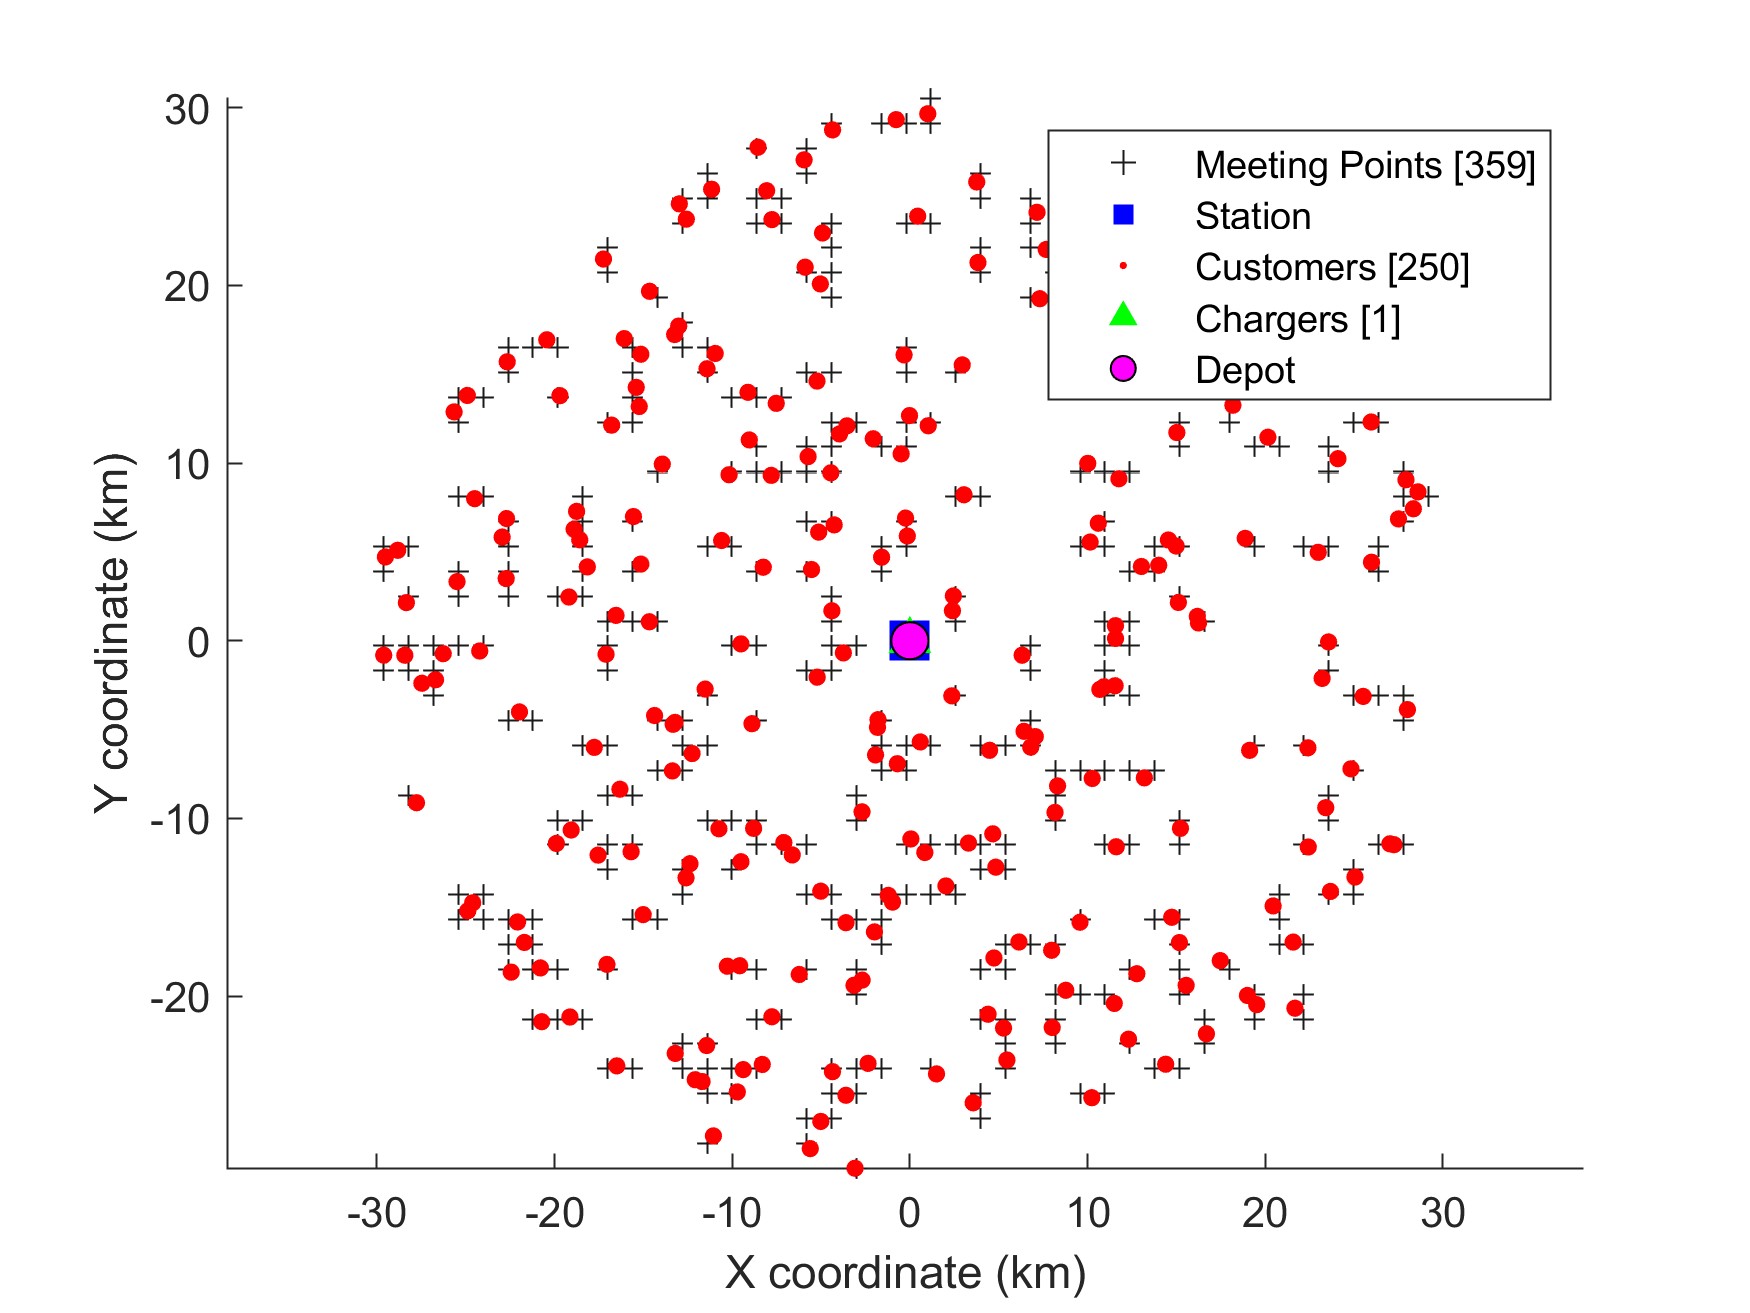 30
20
10
0
-10
-20
-30
-20
-10
0
10
20
30
Y coordinate (km)
X coordinate (km)
Meeting Points [359]
Station
Customers [250]
Chargers [1]
Depot